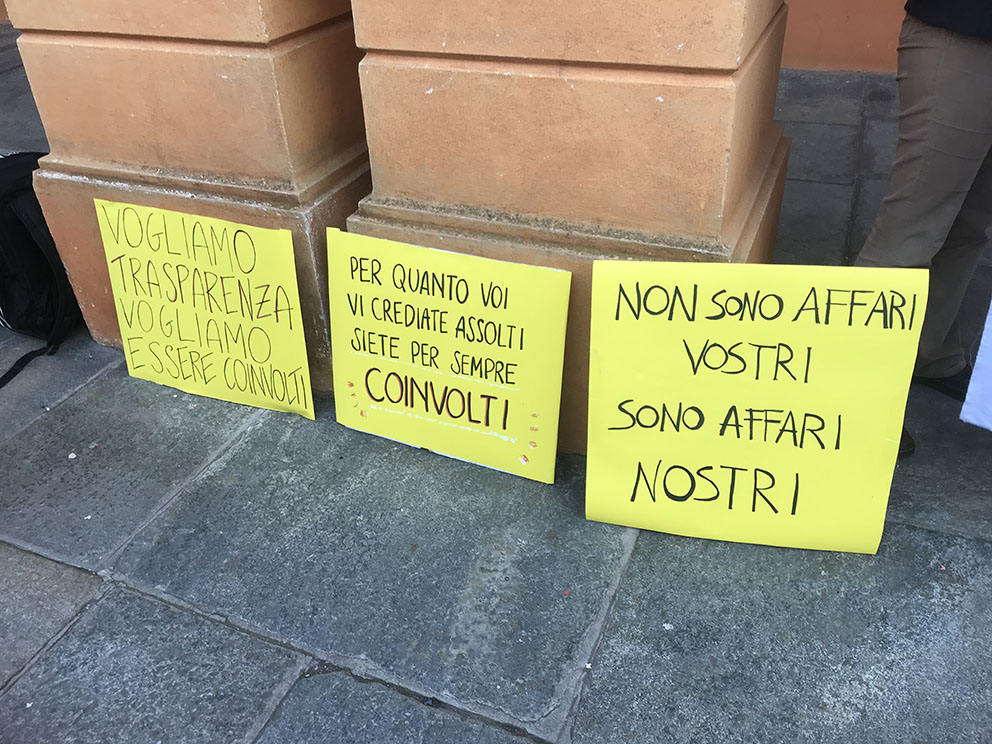 VOGLIAMO
TRASPARENZA
VOGLIAMO
ESSERE COINVOLTI
PER QUANTO VOI
VI CREDIATE ASSOLTI
SIETE PER SEMPRE
COINVOLTI
NON SONO AFFARI
VOSTRI
SONO AFFARI
NOSTRI